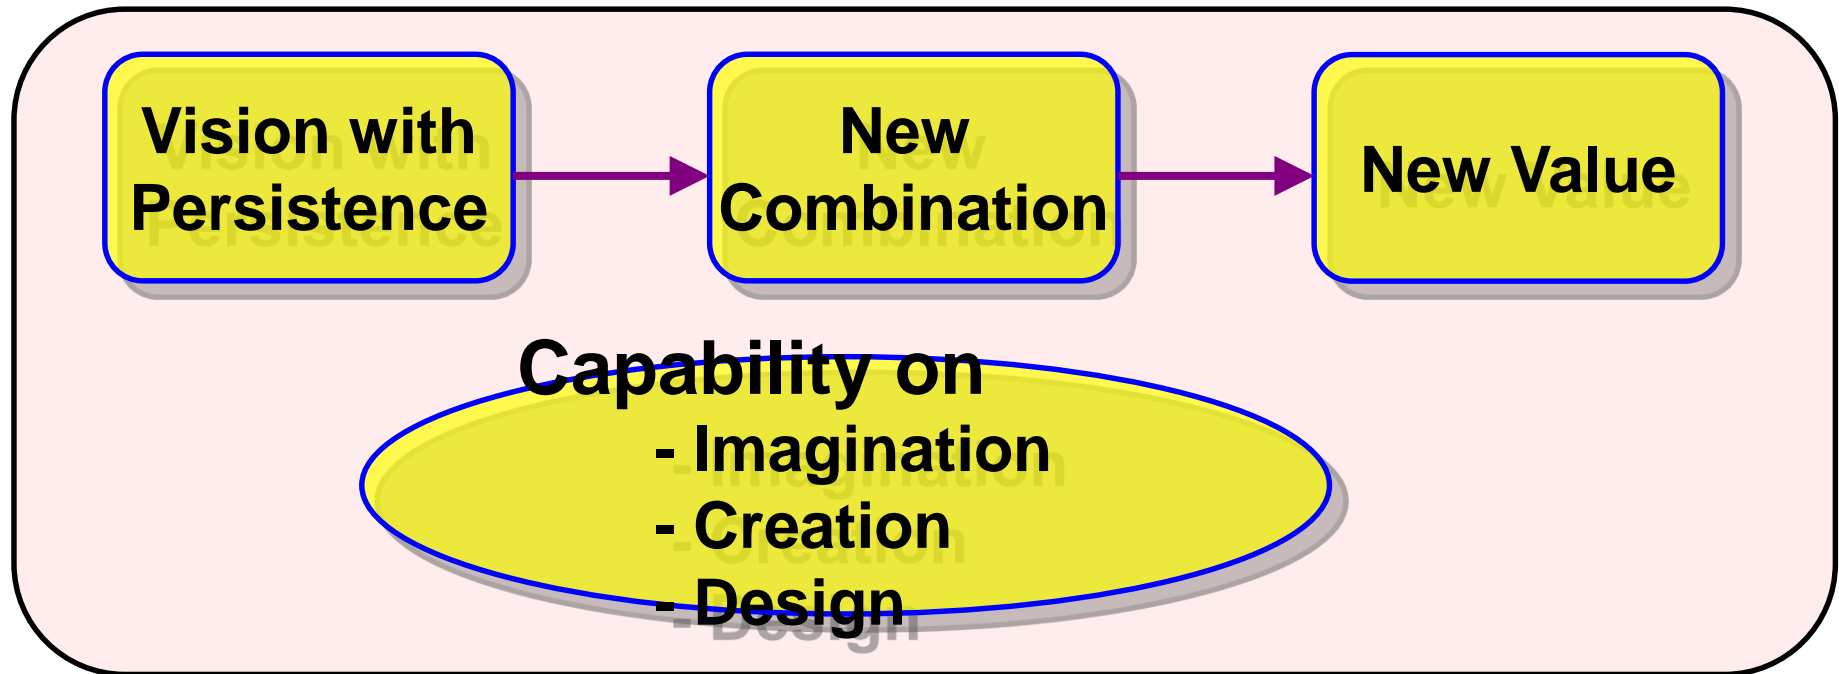 Vision with
Persistence
New
Combination
New Value
Capability on
- Imagination
- Creation
- Design